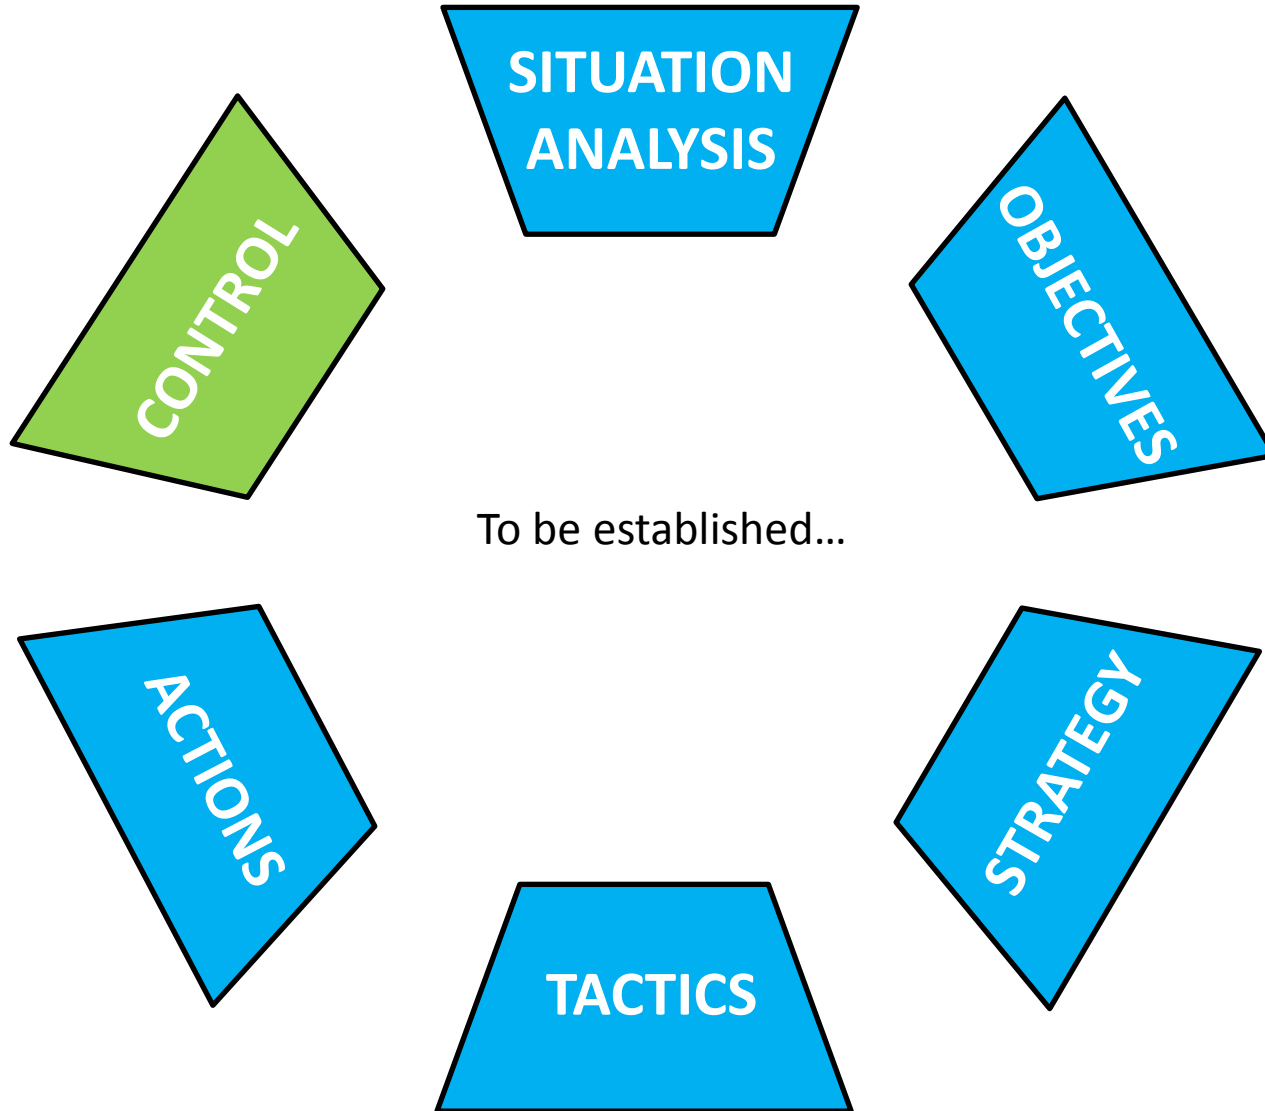 SITUATION
ANALYSIS
OBJECTIVES
CONTROL
To be established...
STRATEGY
ACTIONS
TACTICS